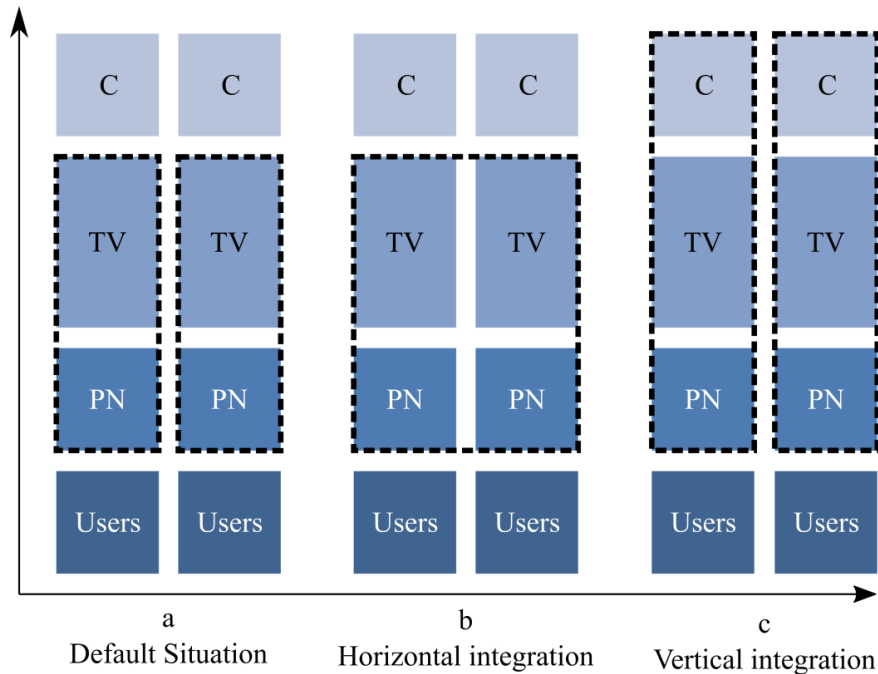 C C C C C C
TV TV TV TV TV TV
PN PN PN PN PN PN
Users Users Users Users Users Users
a b c
Default Situation Horizontal integration Vertical integration